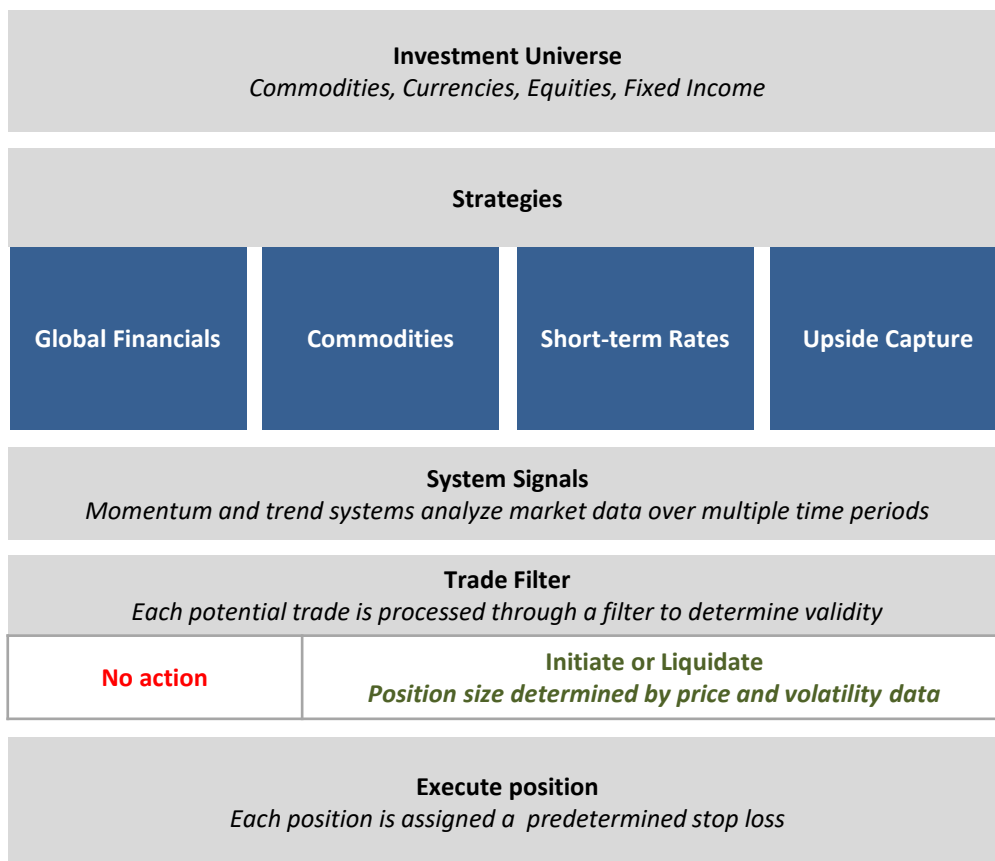 Investment Universe
Commodities, Currencies, Equities, Fixed Income
Strategies
Global Financials
Commodities
Short-term Rates
Upside Capture
System Signals
Momentum and trend systems analyze market data over multiple time periods
Trade Filter
Each potential trade is processed through a filter to determine validity
No action
Initiate or Liquidate
Position size determined by price and volatility data
Execute position
Each position is assigned a  predetermined stop loss